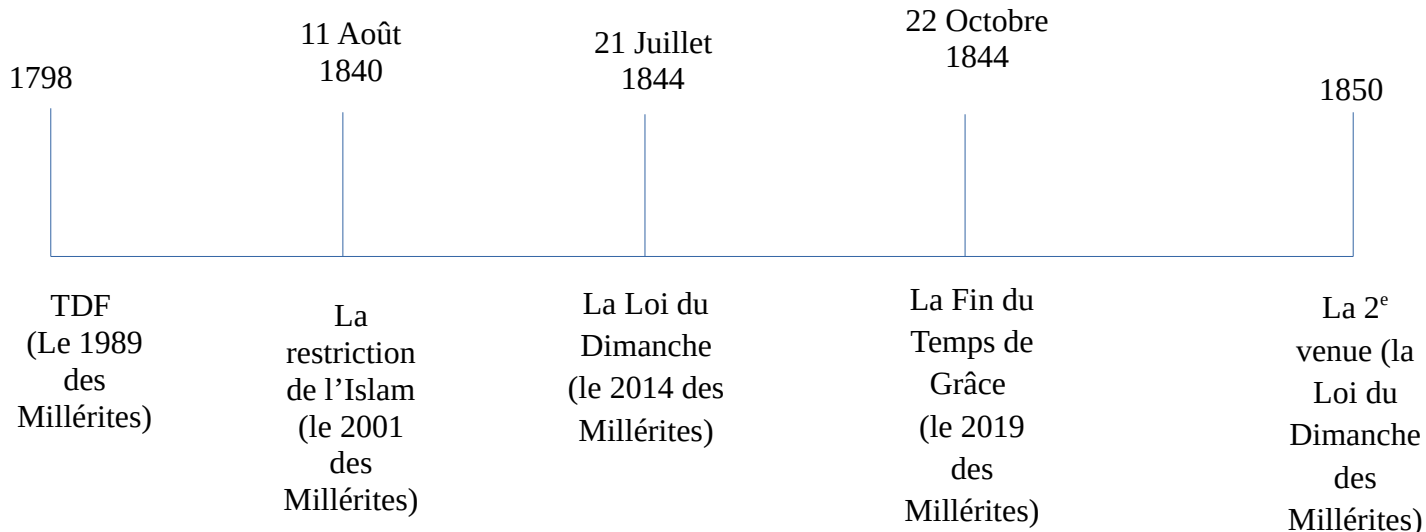 1798
11 Août
1840
21 Juillet
1844
22 Octobre
1844
1850
TDF
(Le 1989
des
Millérites)
La
restriction
de l’Islam
(le 2001
des
Millérites)
La Loi du
Dimanche
(le 2014 des
Millérites)
La Fin du
Temps de
Grâce
(le 2019
des
Millérites)
La 2e
venue (la
Loi du
Dimanche
des
Millérites)